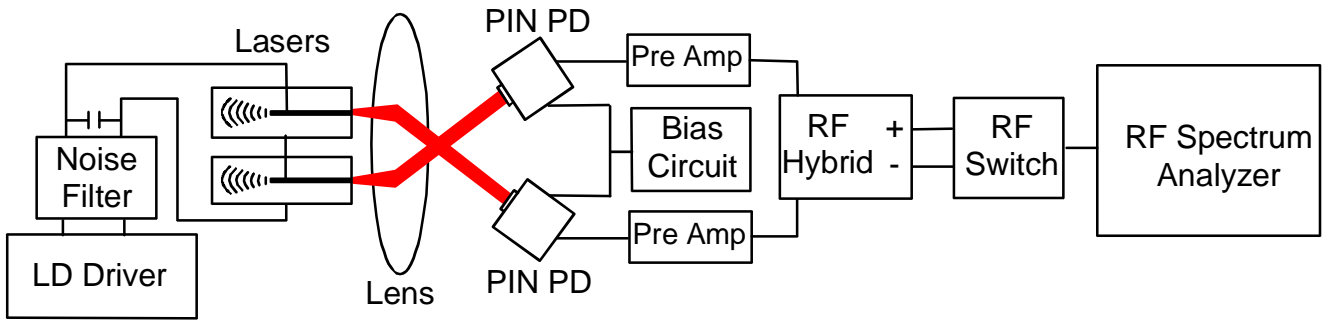 PIN PD
Lasers
Pre Amp
Noise
Filter
Bias
Circuit
RF +
Hybrid -
RF
Switch
RF Spectrum
Analyzer
Pre Amp
LD Driver
Lens
PIN PD